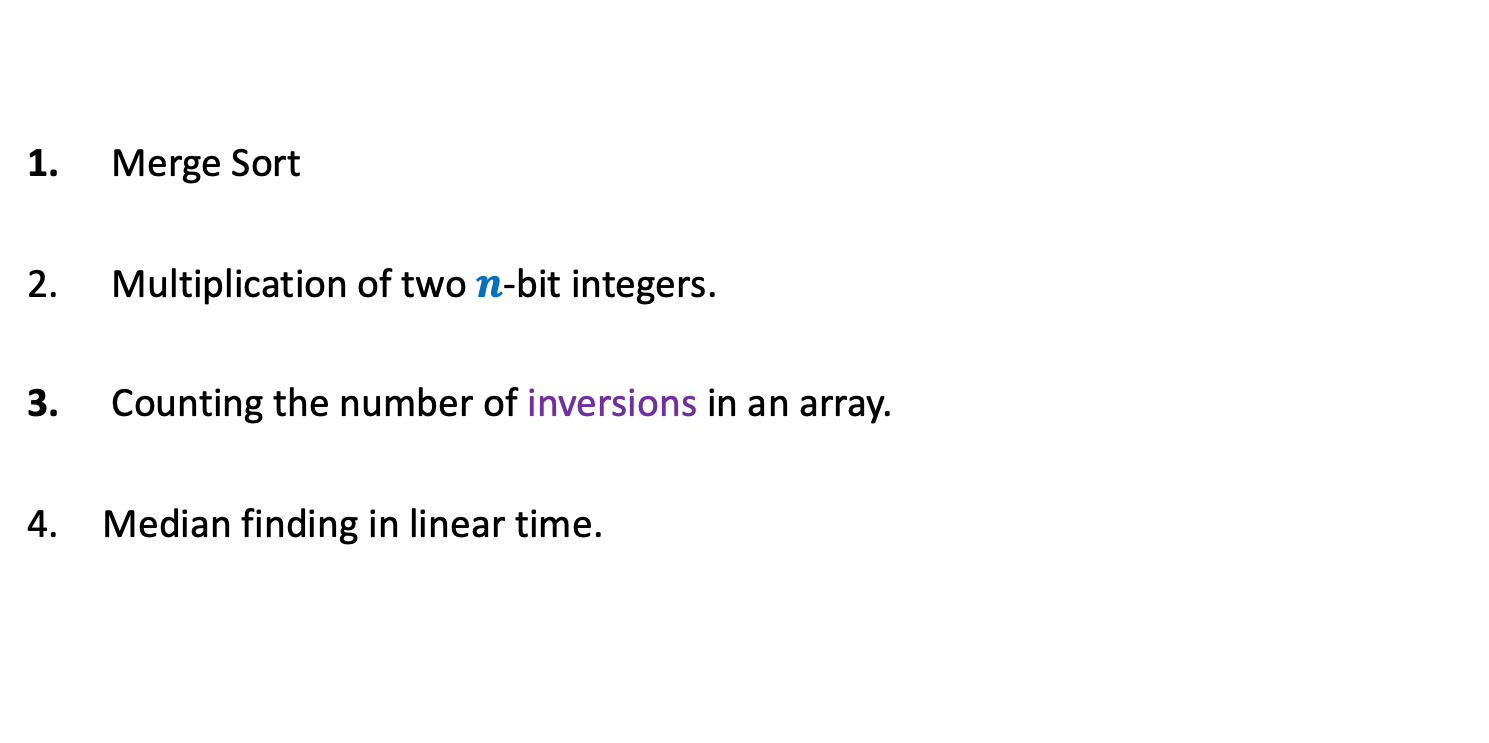 1. Merge Sort
2. Multiplication of two n-bit integers.
3. Counting the number of inversions in an array.
4. Median finding in linear time.